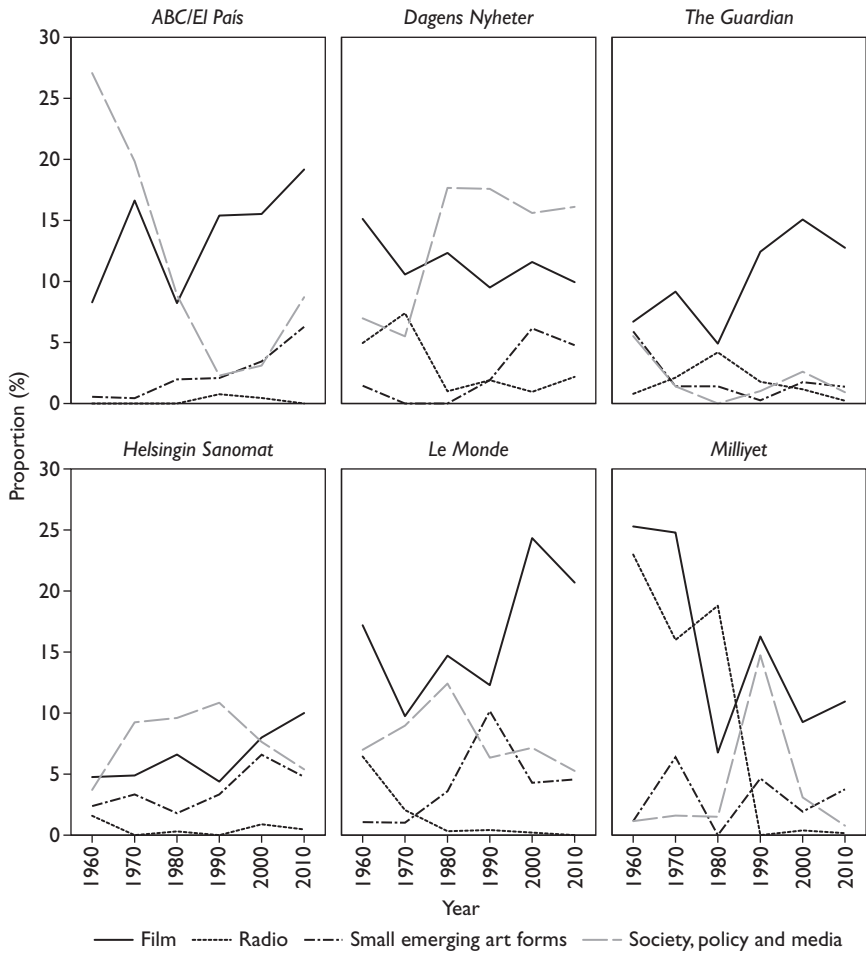 ABC/El País
Dagens Nyheter
The Guardian
30
25
20
15
10
5
0
Helsingin Sanomat
Le Monde
Milliyet
30
25
20
15
10
5
0
Proportion (%)
1960
1970
1980
1990
2000
2010
1960
1970
1980
1990
2000
2010
1960
1970
1980
1990
2000
2010
Year
Film
Radio
Small emerging art forms
Society, policy and media